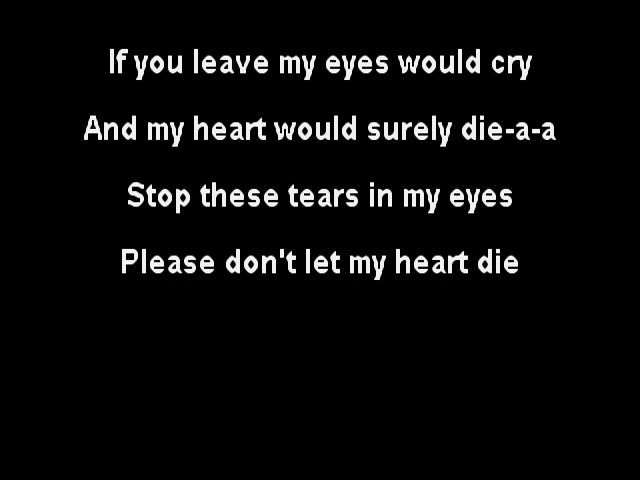 If you leave my eyes would cry
And my heart would surely die-a-a
Stop these tears in my eyes
Please don't let my heart die